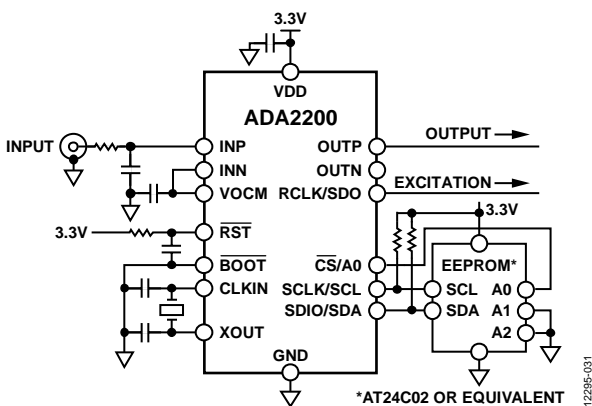 3.3V
VDD
ADA2200
INPUT
INP
OUTP
OUTPUT
INN
OUTN
VOCM
RCLK/SDO
EXCITATION
3.3V
RST
3.3V
BOOT
CS/A0
EEPROM*
CLKIN
SCLK/SCL
SCL
A0
SDIO/SDA
SDA
A1
XOUT
A2
GND
*AT24C02 OR EQUIVALENT
12295-031